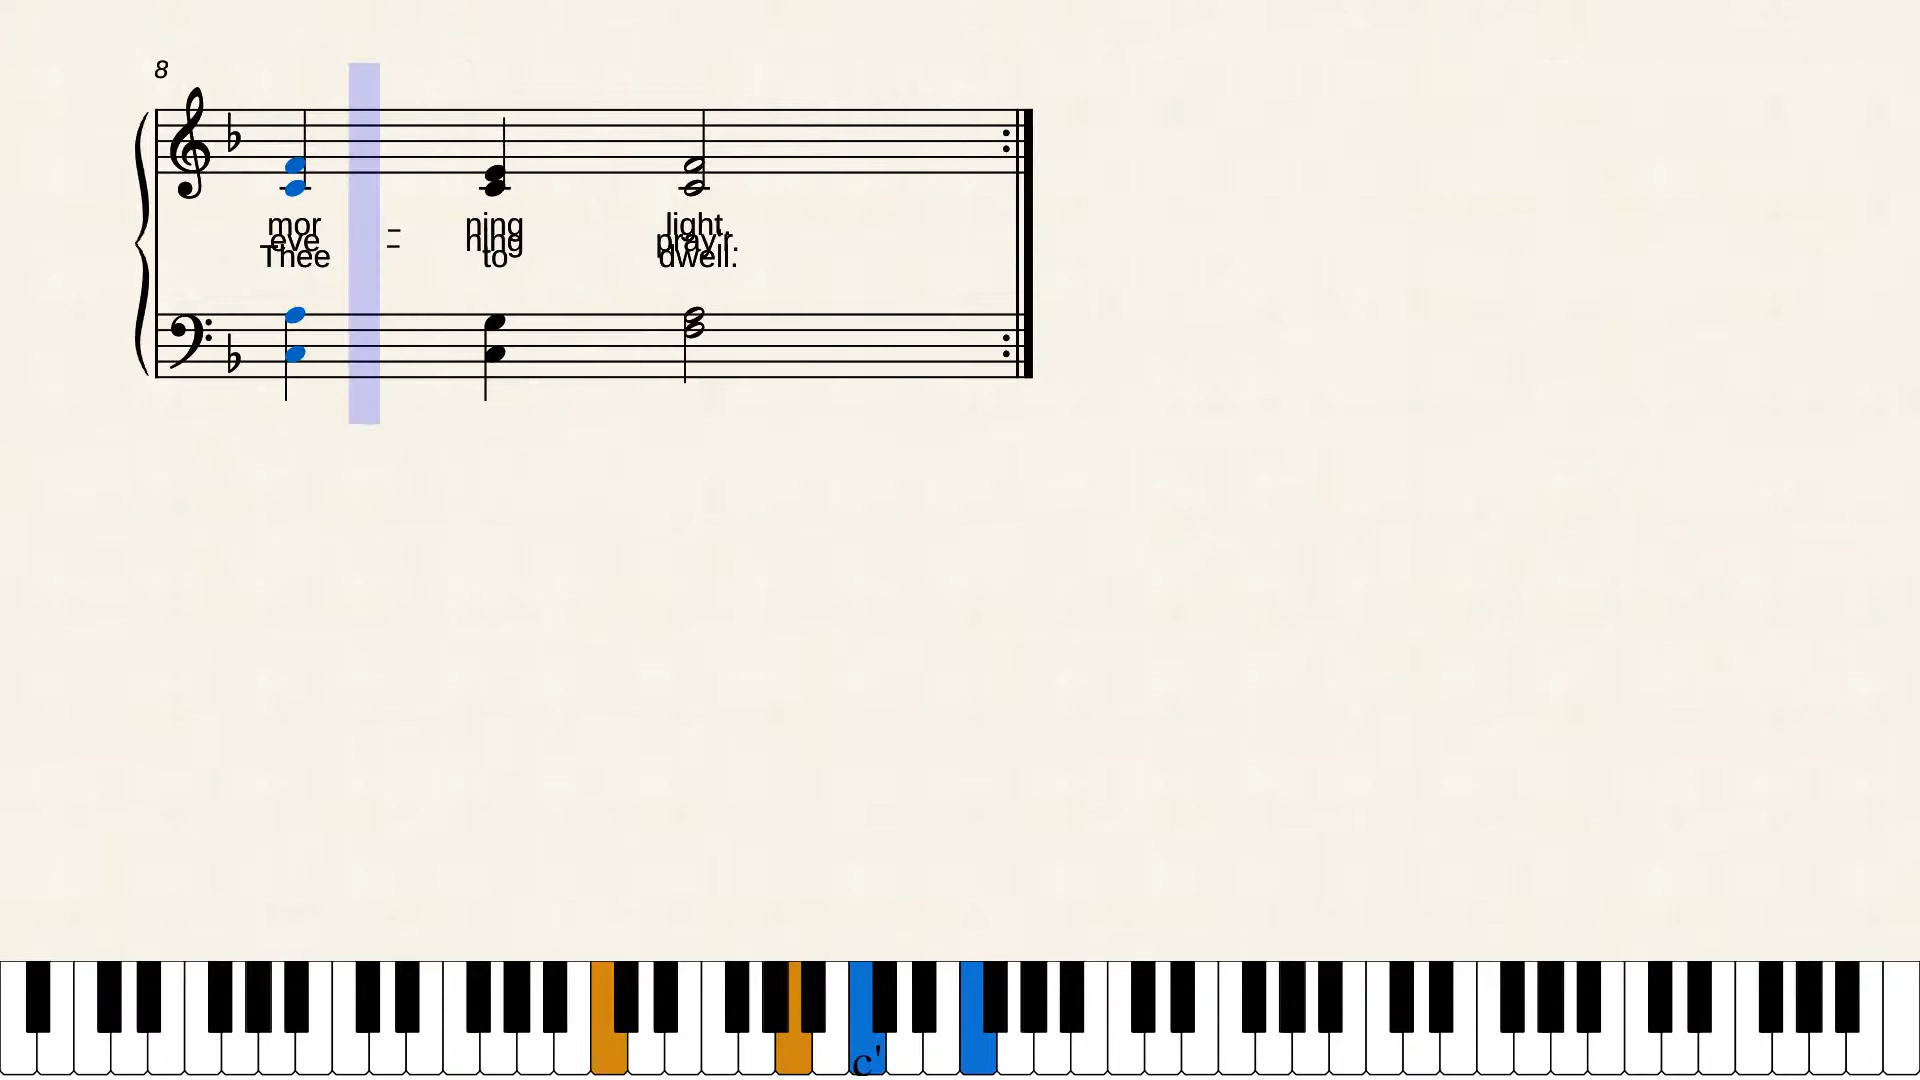 8
mor – ning light.
eve – ning pray'r.
Thee to dwell.
c'